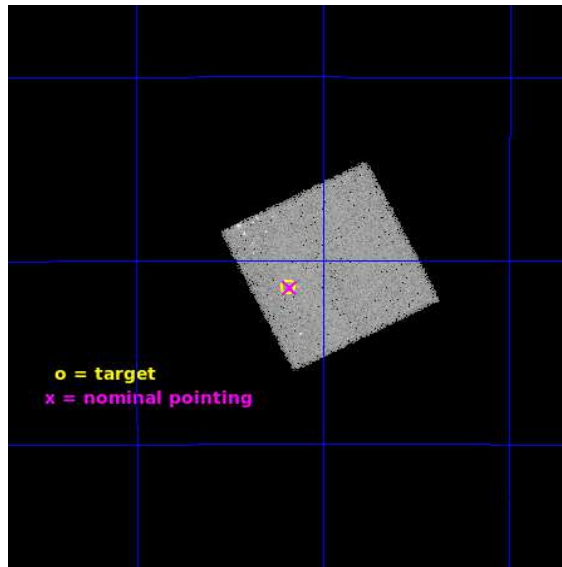 o = target
x = nominal pointing